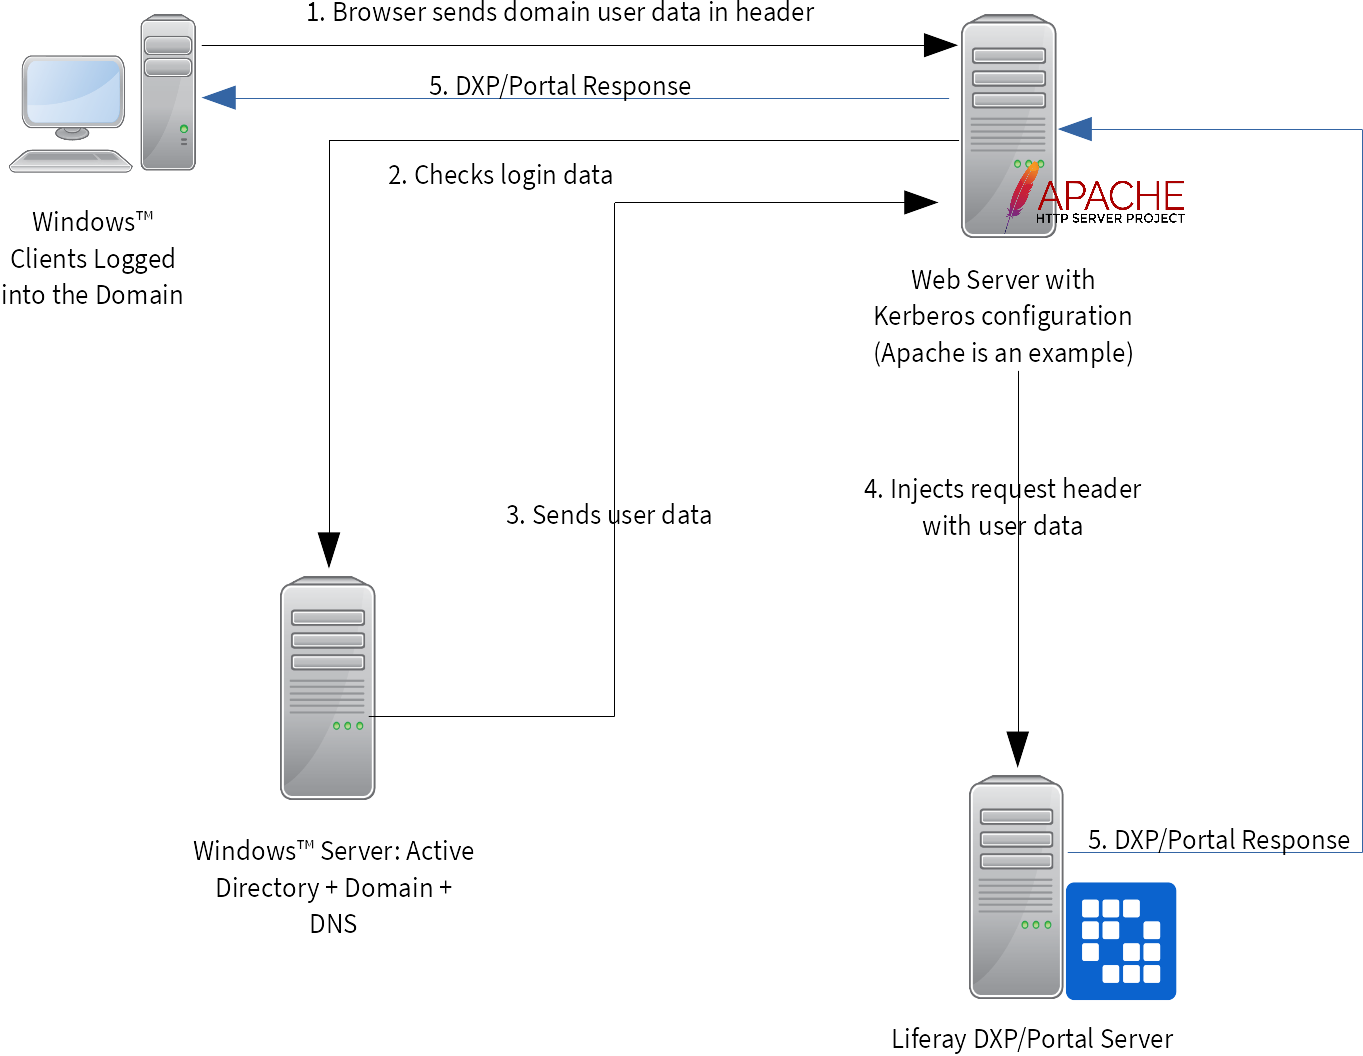 1. Browser sends domain user data in header
5. DXP/Portal Response
2. Checks login data
APACHE
HTTP SERVER PROJECT
Windows™
Clients Logged
into the Domain
Web Server with
Kerberos configuration
(Apache is an example)
4. Injects request header
with user data
3. Sends user data
5. DXP/Portal Response
Windows™ Server: Active
Directory + Domain +
DNS
Liferay DXP/Portal Server